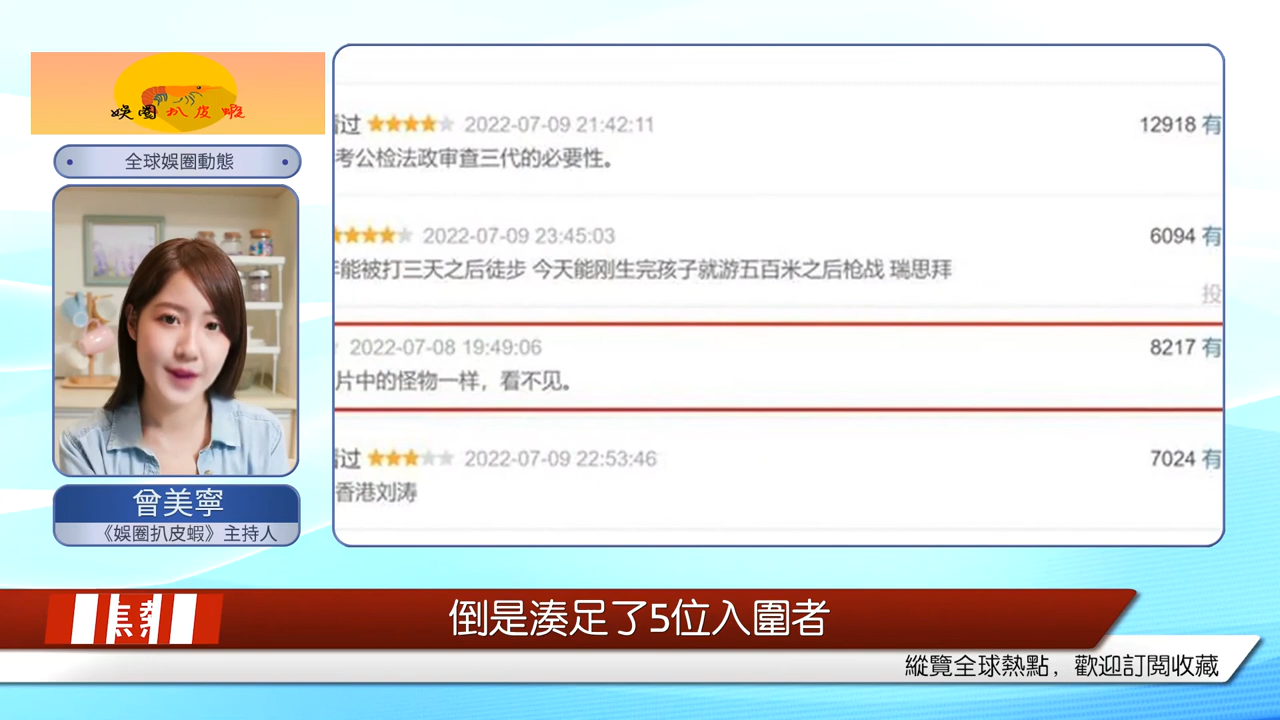 娛圈扒皮蝦
全球娛圈動態
曾美寧
《娛圈扒皮蝦》主持人
过 2022-07-09 21:42:11 12918 有
考公检法政审查三代的必要性。
2022-07-09 23:45:03 6094 有
能被打三天之后徒步 今天能刚生完孩子就游五百米之后枪战 瑞思拜
投
2022-07-08 19:49:06 8217 有
片中的怪物一样，看不见。
过 2022-07-09 22:53:46 7024 有
香港刘涛
倒是湊足了5位入圍者
縱覽全球熱點，歡迎訂閱收藏